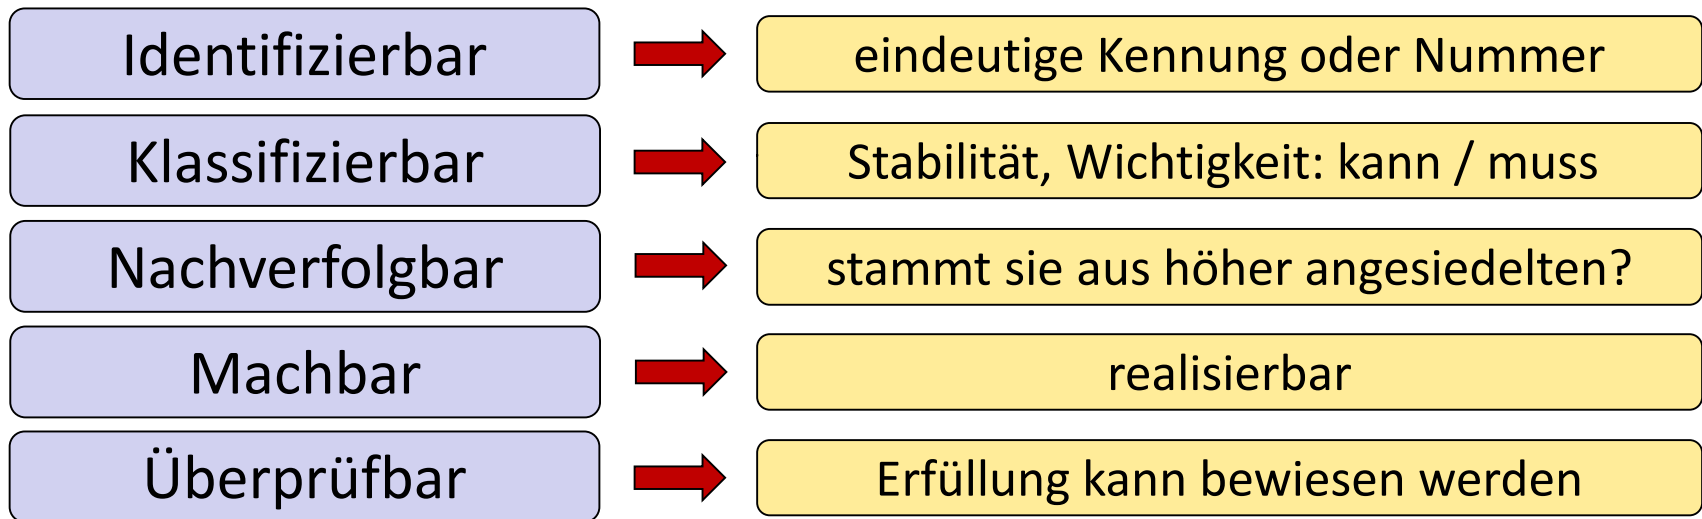 Identifizierbar
eindeutige Kennung oder Nummer
Klassifizierbar
Stabilität, Wichtigkeit: kann / muss
Nachverfolgbar
stammt sie aus höher angesiedelten?
Machbar
realisierbar
Überprüfbar
Erfüllung kann bewiesen werden